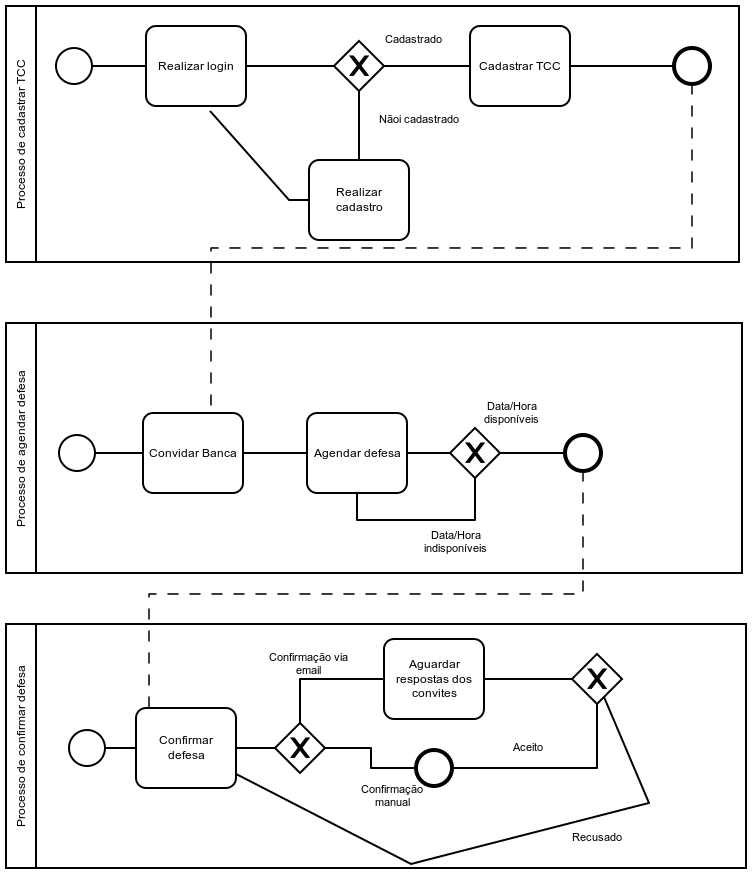 Processo de cadastrar TCC
Realizar login
X
Cadastrado
Cadastrar TCC
Nãoi cadastrado
Realizar
cadastro
Processo de agendar defesa
Convidar Banca
Agendar defesa
X
Data/Hora
disponíveis
Data/Hora
indisponíveis
Processo de confirmar defesa
Confirmar
defesa
X
Confirmação via
email
Aguardar
respostas dos
convites
X
Confirmação
manual
Aceito
Recusado